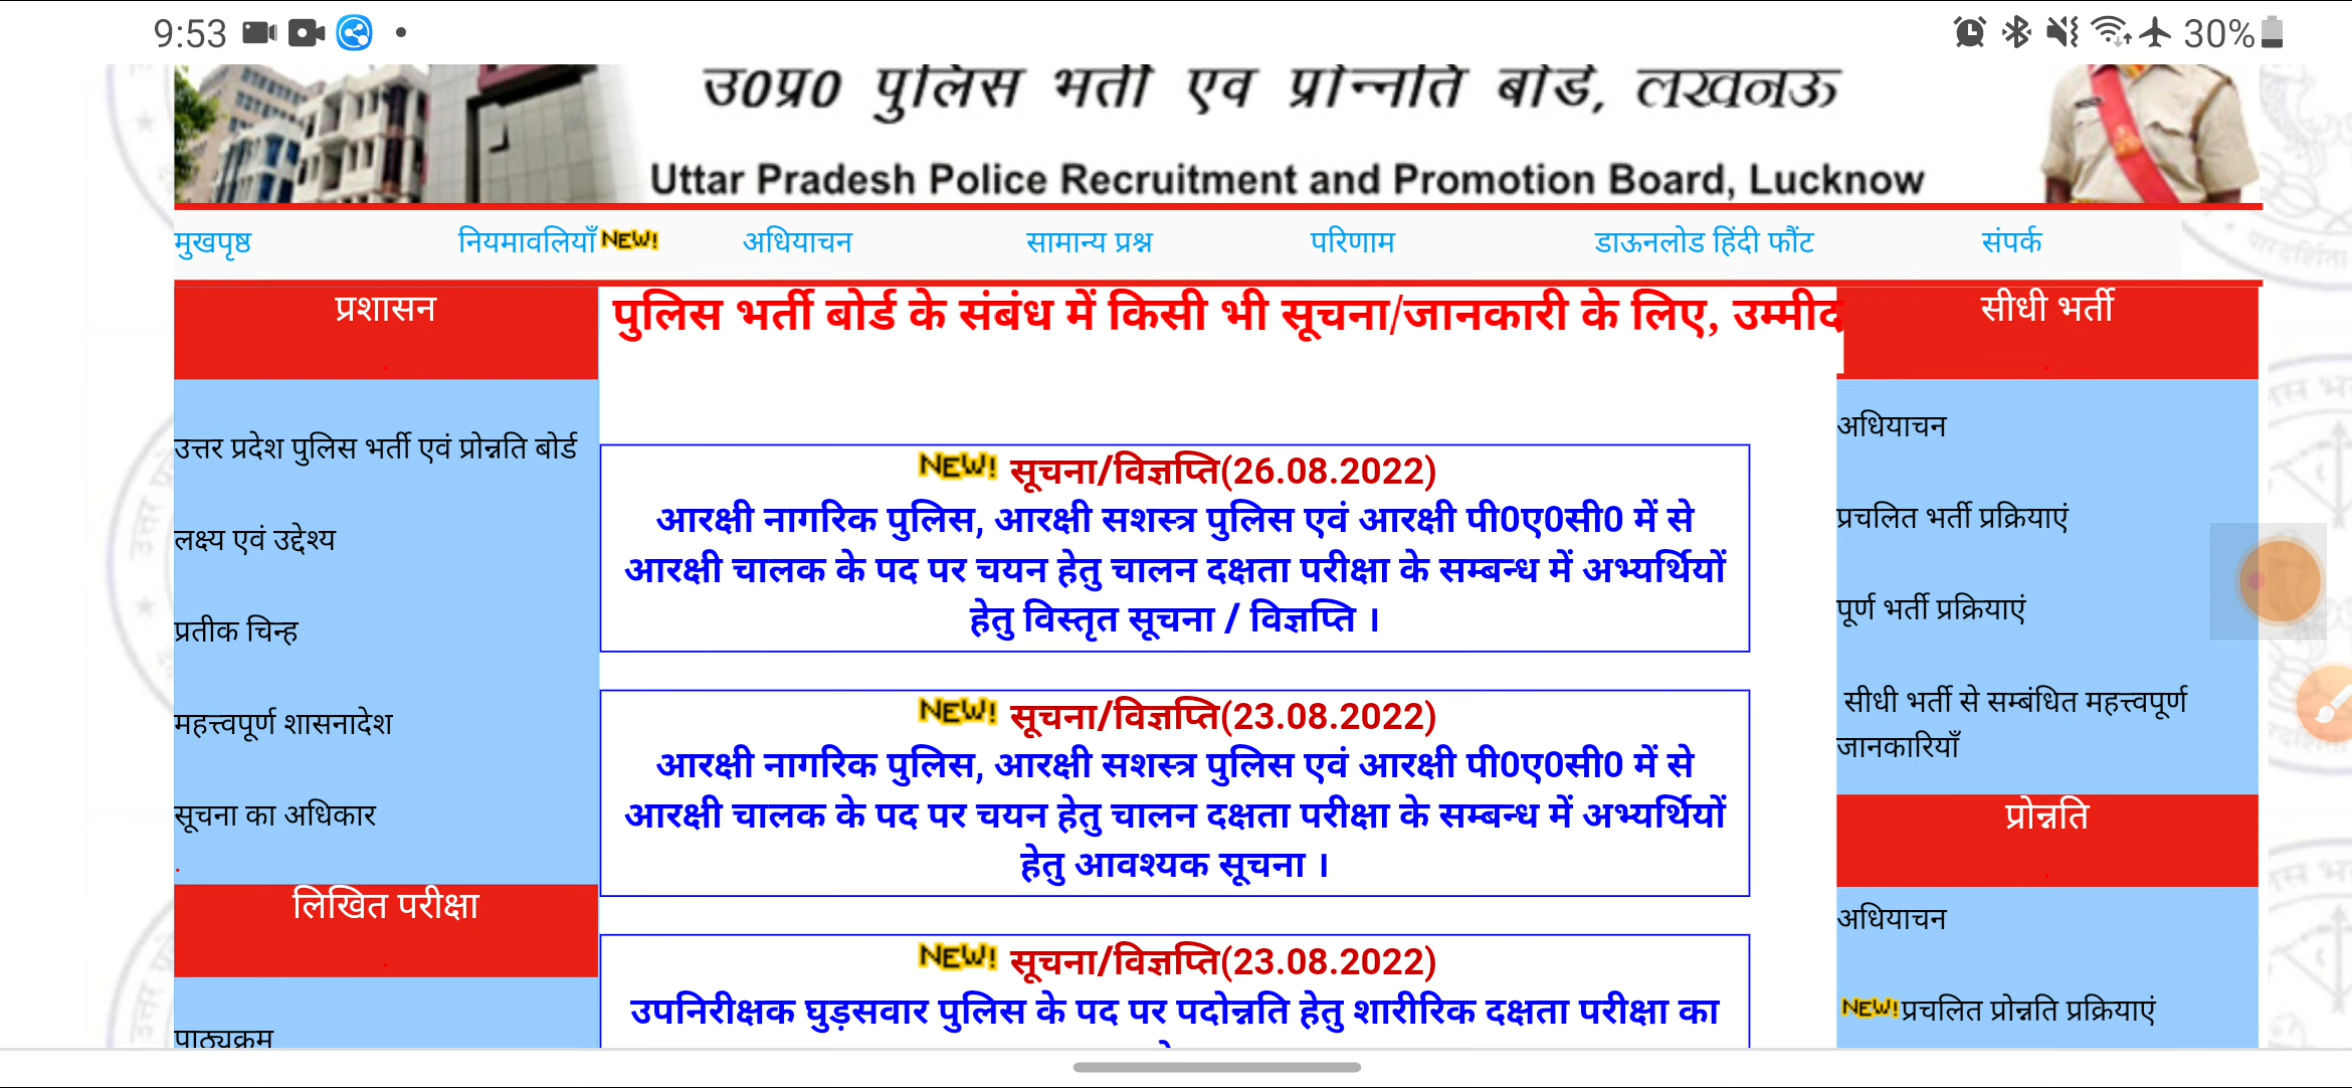 9:53
30%
उ0प्र0 पुलिस भर्ती एवं प्रोन्नति बोर्ड, लखनऊ
Uttar Pradesh Police Recruitment and Promotion Board, Lucknow
मुखपृष्ठ नियमावलियाँ NEW! अधियाचन सामान्य प्रश्न परिणाम डाऊनलोड हिंदी फौंट संपर्क
प्रशासन
उत्तर प्रदेश पुलिस भर्ती एवं प्रोन्नति बोर्ड
लक्ष्य एवं उद्देश्य
प्रतीक चिन्ह
महत्त्वपूर्ण शासनादेश
सूचना का अधिकार
लिखित परीक्षा
पाठ्यक्रम
पुलिस भर्ती बोर्ड के संबंध में किसी भी सूचना/जानकारी के लिए, उम्मीद
NEW! सूचना/विज्ञप्ति(26.08.2022)
आरक्षी नागरिक पुलिस, आरक्षी सशस्त्र पुलिस एवं आरक्षी पी0ए0सी0 में से
आरक्षी चालक के पद पर चयन हेतु चालन दक्षता परीक्षा के सम्बन्ध में अभ्यर्थियों
हेतु विस्तृत सूचना / विज्ञप्ति ।
NEW! सूचना/विज्ञप्ति(23.08.2022)
आरक्षी नागरिक पुलिस, आरक्षी सशस्त्र पुलिस एवं आरक्षी पी0ए0सी0 में से
आरक्षी चालक के पद पर चयन हेतु चालन दक्षता परीक्षा के सम्बन्ध में अभ्यर्थियों
हेतु आवश्यक सूचना ।
NEW! सूचना/विज्ञप्ति(23.08.2022)
उपनिरीक्षक घुड़सवार पुलिस के पद पर पदोन्नति हेतु शारीरिक दक्षता परीक्षा का
सीधी भर्ती
अधियाचन
प्रचलित भर्ती प्रक्रियाएं
पूर्ण भर्ती प्रक्रियाएं
सीधी भर्ती से सम्बंधित महत्त्वपूर्ण
जानकारियाँ
प्रोन्नति
अधियाचन
NEW! प्रचलित प्रोन्नति प्रक्रियाएं